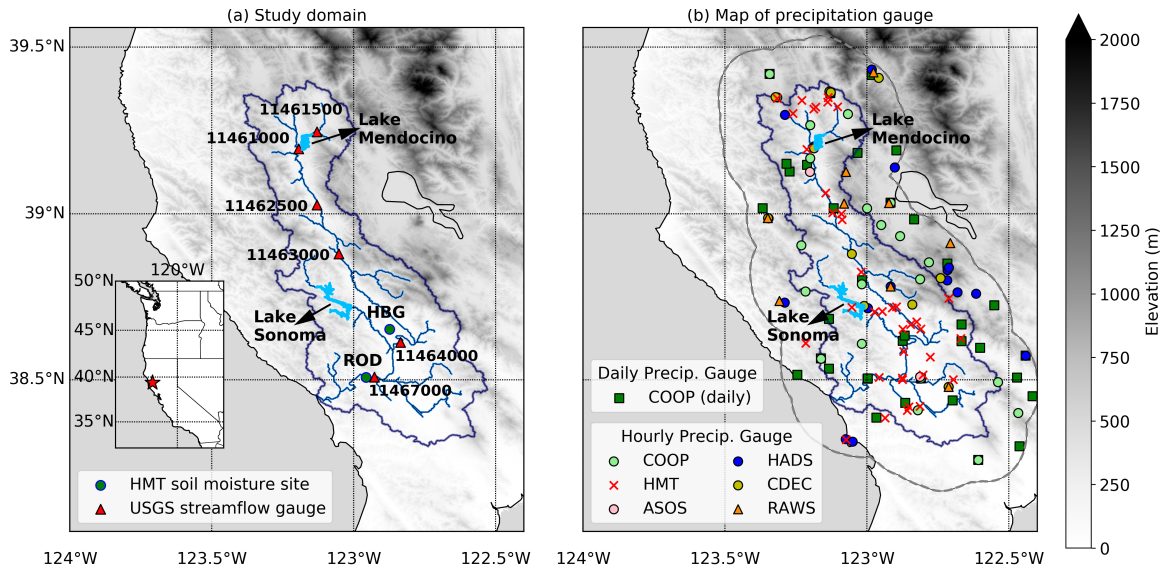 (a) Study domain
39.5°N
39°N
38.5°N
124°W
123.5°W
123°W
122.5°W
11461500
11461000
Lake
Mendocino
11462500
11463000
HBG
Lake
Sonoma
11464000
ROD
11467000
120°W
50°N
45°N
40°N
35°N
HMT soil moisture site
USGS streamflow gauge
(b) Map of precipitation gauge
Lake
Mendocino
Lake
Sonoma
Daily Precip. Gauge
COOP (daily)
Hourly Precip. Gauge
COOP
HMT
ASOS
HADS
CDEC
RAWS
124°W
123.5°W
123°W
122.5°W
2000
1750
1500
1250
1000
750
500
250
0
Elevation (m)